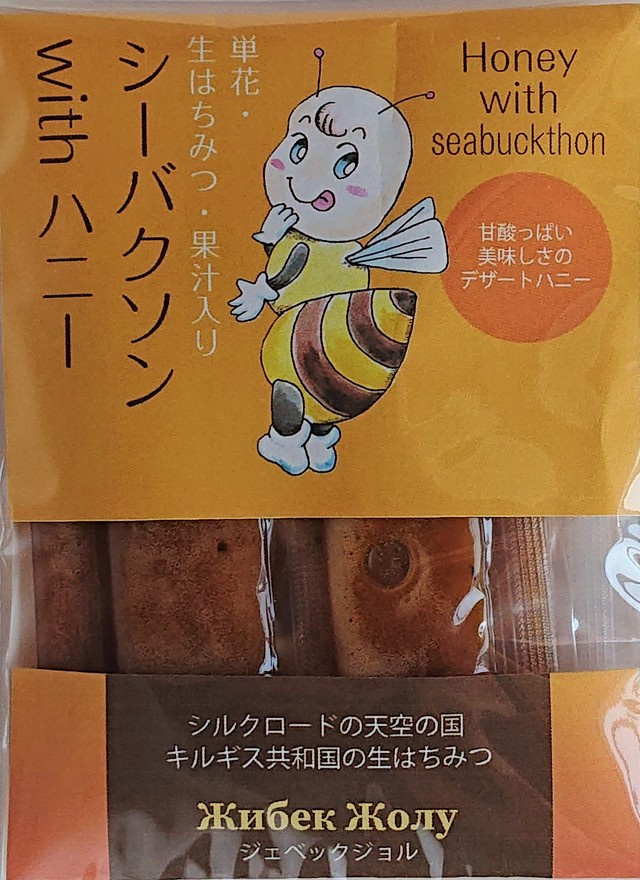 単花・
生はちみつ・果汁入り
シーバクソン
with ハニー
Honey
with
seabuckthon
甘酸っぱい
美味しさの
デザートハニー
シルクロードの天空の国
キルギス共和国の生はちみつ
Жибек Жолу
ジェベックジョル